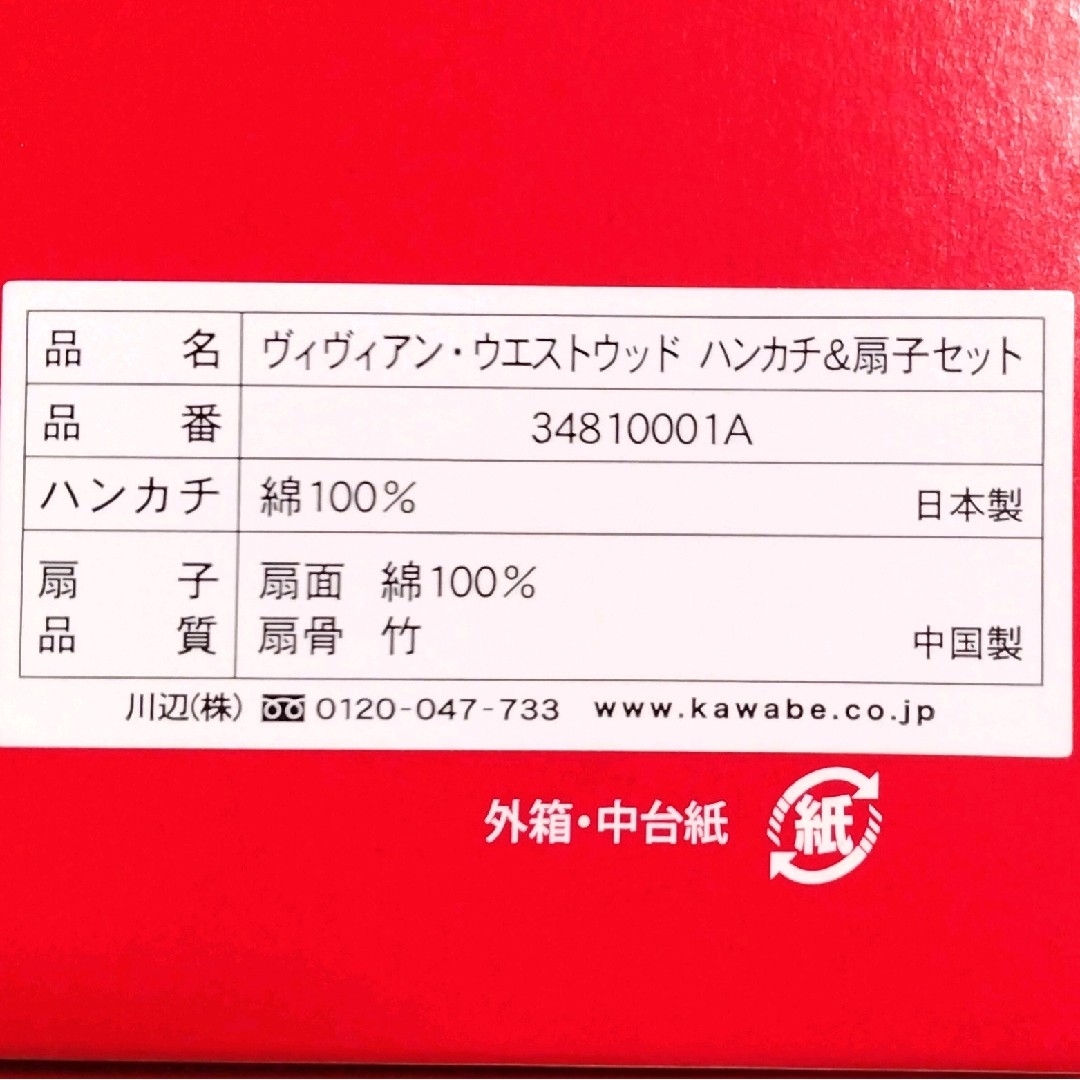 品名 ヴィヴィアン・ウエストウッド ハンカチ&扇子セット
品番 34810001A
ハンカチ 綿100% 日本製
扇子 扇面 綿100%
品質 扇骨 竹 中国製
川辺(株) 0120-047-733 www.kawabe.co.jp
外箱・中台紙 紙